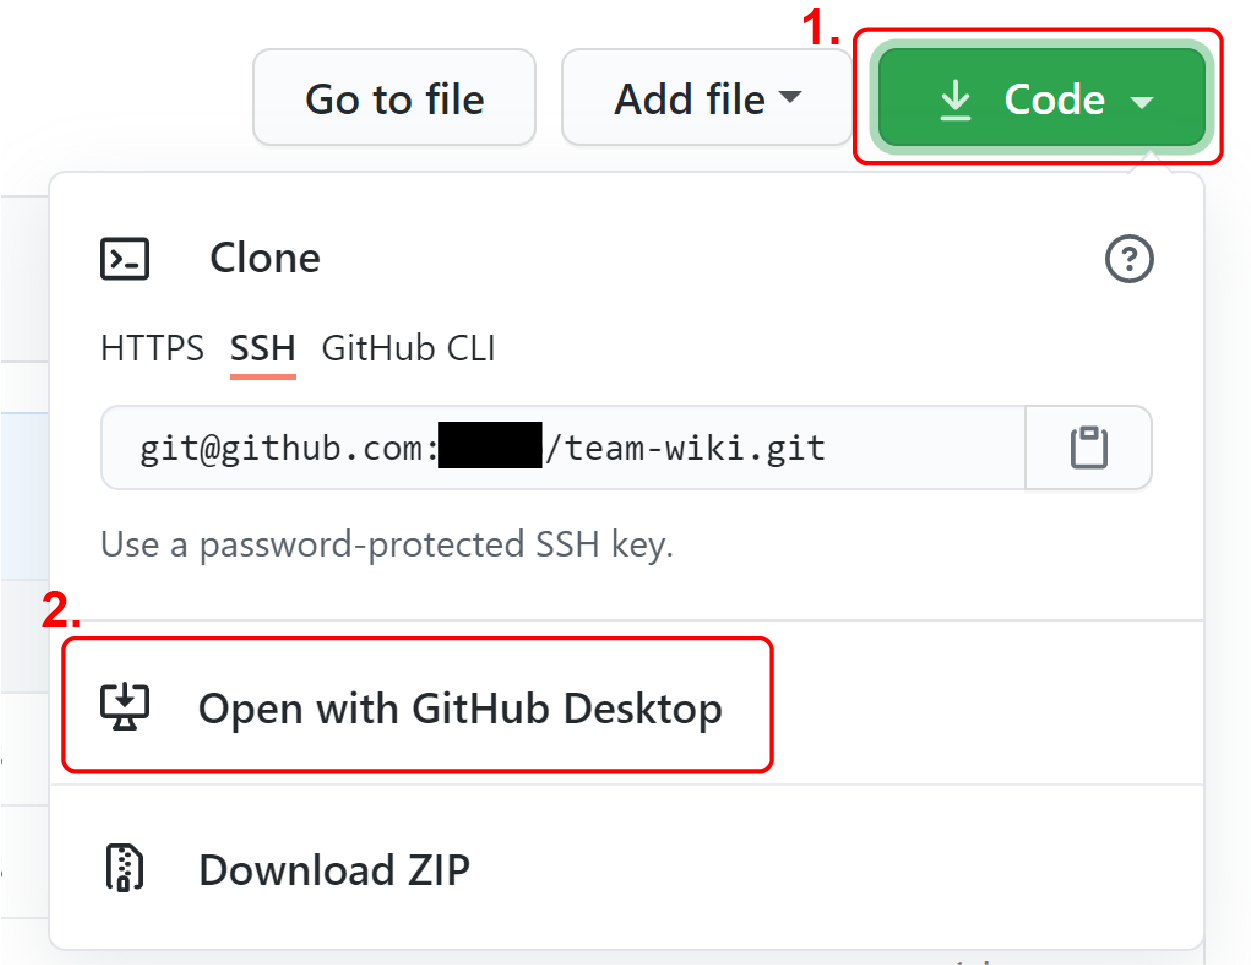 1.
Go to file Add file Code
Clone
HTTPS SSH GitHub CLI
git@github.com: /team-wiki.git
Use a password-protected SSH key.
2.
Open with GitHub Desktop
Download ZIP